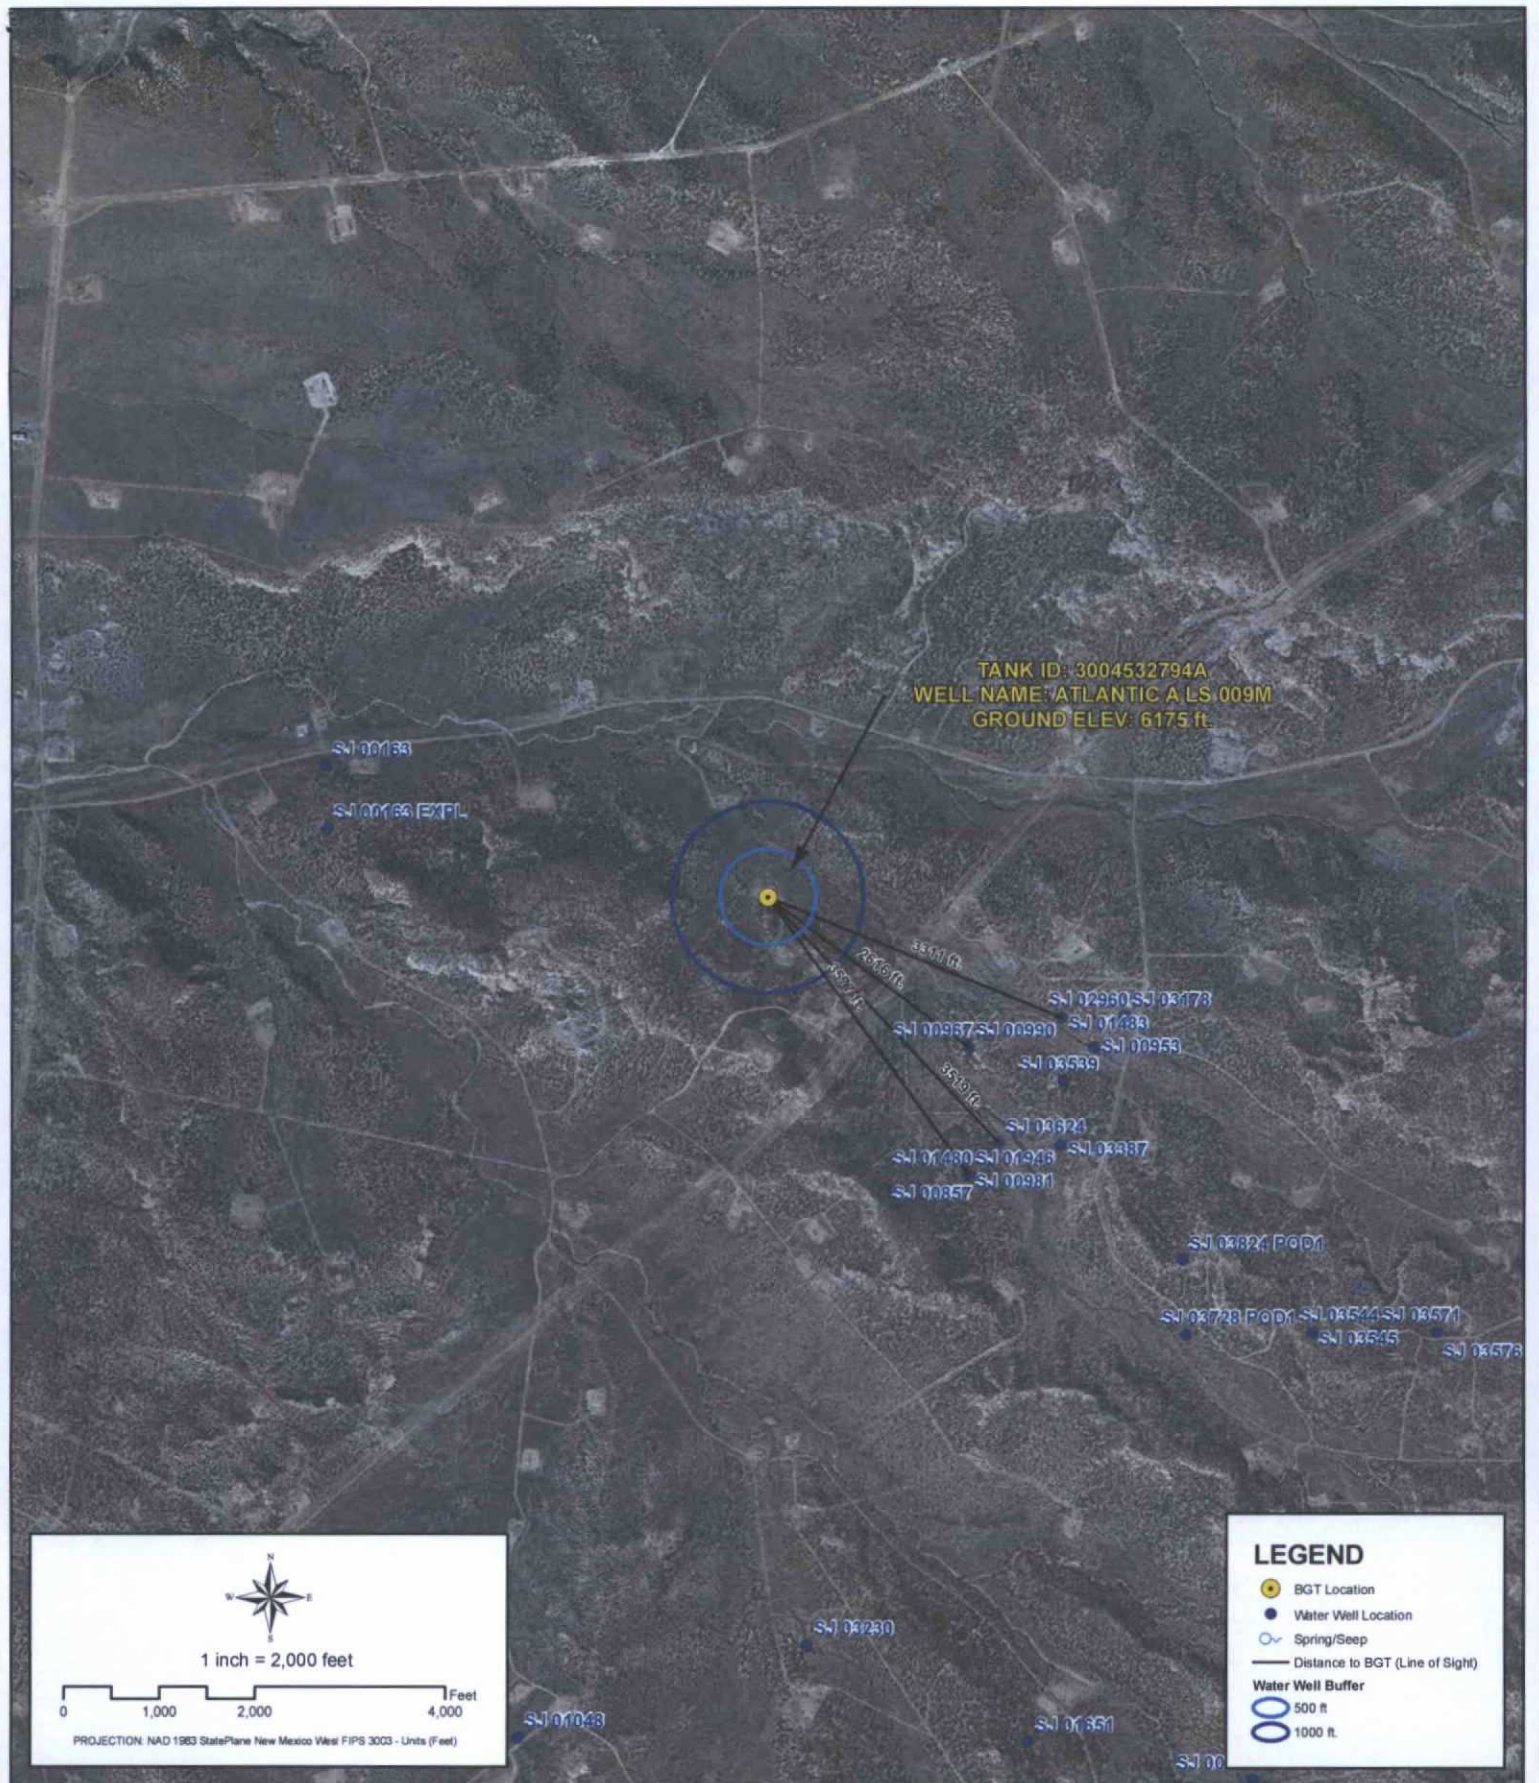 TANK ID: 3004532794A
WELL NAME: ATLANTIC A LS 009M
GROUND ELEV: 6175 ft.
SJ 00163
SJ 00163 EXPL
3311 ft.
2616 ft.
SJ 02960 SJ 03178
SJ 01483
SJ 00967 SJ 00990
SJ 00953
SJ 03539
3519 ft.
SJ 03624
SJ 03387
SJ 01480 SJ 01946
SJ 00981
SJ 00857
SJ 03824 POD1
SJ 03728 POD1
SJ 03544 SJ 03571
SJ 03545
SJ 03576
SJ 03230
SJ 01048
SJ 01651
SJ 00
N
W E
S
1 inch = 2,000 feet
Feet
0 1,000 2,000 4,000
PROJECTION: NAD 1983 StatePlane New Mexico West FIPS 3003 - Units (Feet)
LEGEND
BGT Location
Water Well Location
Spring/Seep
Distance to BGT (Line of Sight)
Water Well Buffer
500 ft
1000 ft.